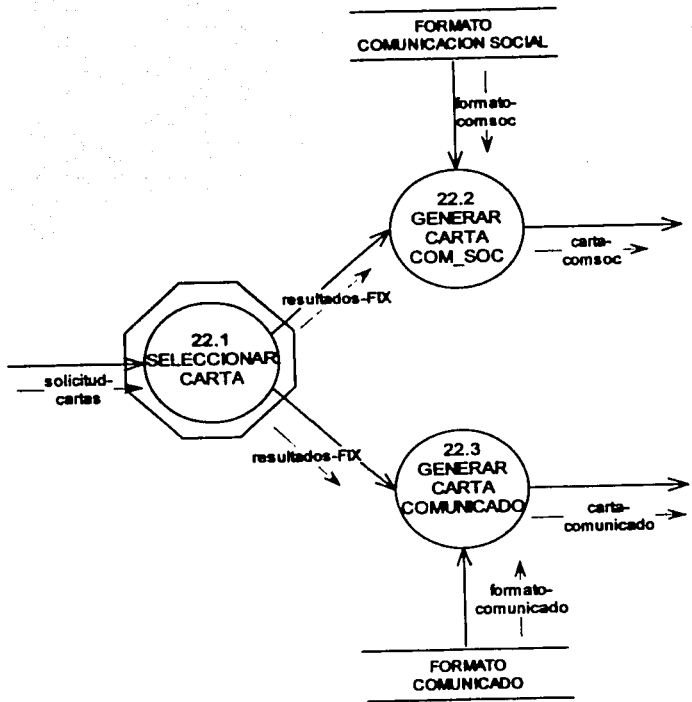 FORMATO
COMUNICACION SOCIAL
formato-
comsoc
22.2
GENERAR
CARTA
COM_SOC
carta-
comsoc
resultados-FIX
22.1
SELECCIONAR
CARTA
solicitud-
cartas
resultados-FIX
22.3
GENERAR
CARTA
COMUNICADO
carta-
comunicado
formato-
comunicado
FORMATO
COMUNICADO